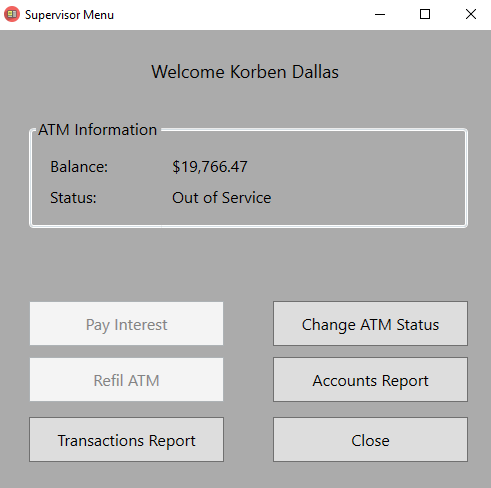 Supervisor Menu
Welcome Korben Dallas
ATM Information
Balance: $19,766.47
Status: Out of Service
Pay Interest Change ATM Status
Refil ATM Accounts Report
Transactions Report Close